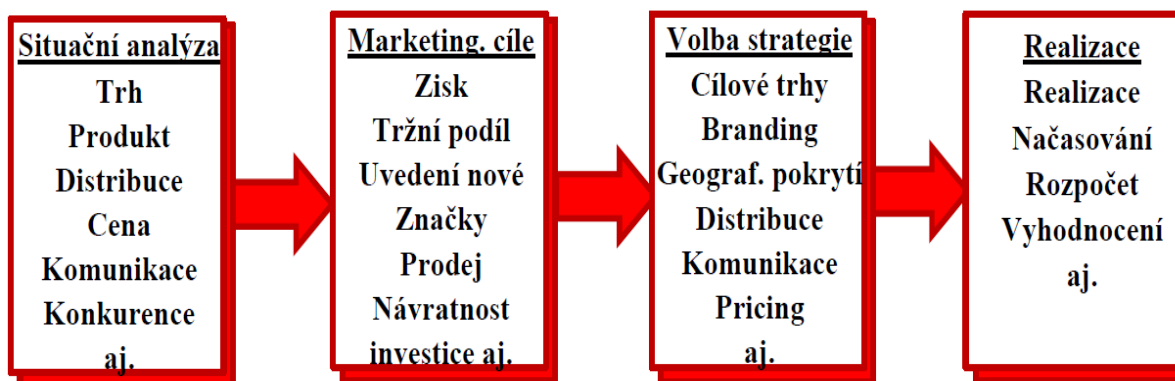 Situační analýza
Trh
Produkt
Distribuce
Cena
Komunikace
Konkurence
aj.
Marketing. cíle
Zisk
Tržní podíl
Uvedení nové
Značky
Prodej
Návratnost
investice aj.
Volba strategie
Cílové trhy
Branding
Geograf. pokrytí
Distribuce
Komunikace
Pricing
aj.
Realizace
Realizace
Načasování
Rozpočet
Vyhodnocení
aj.